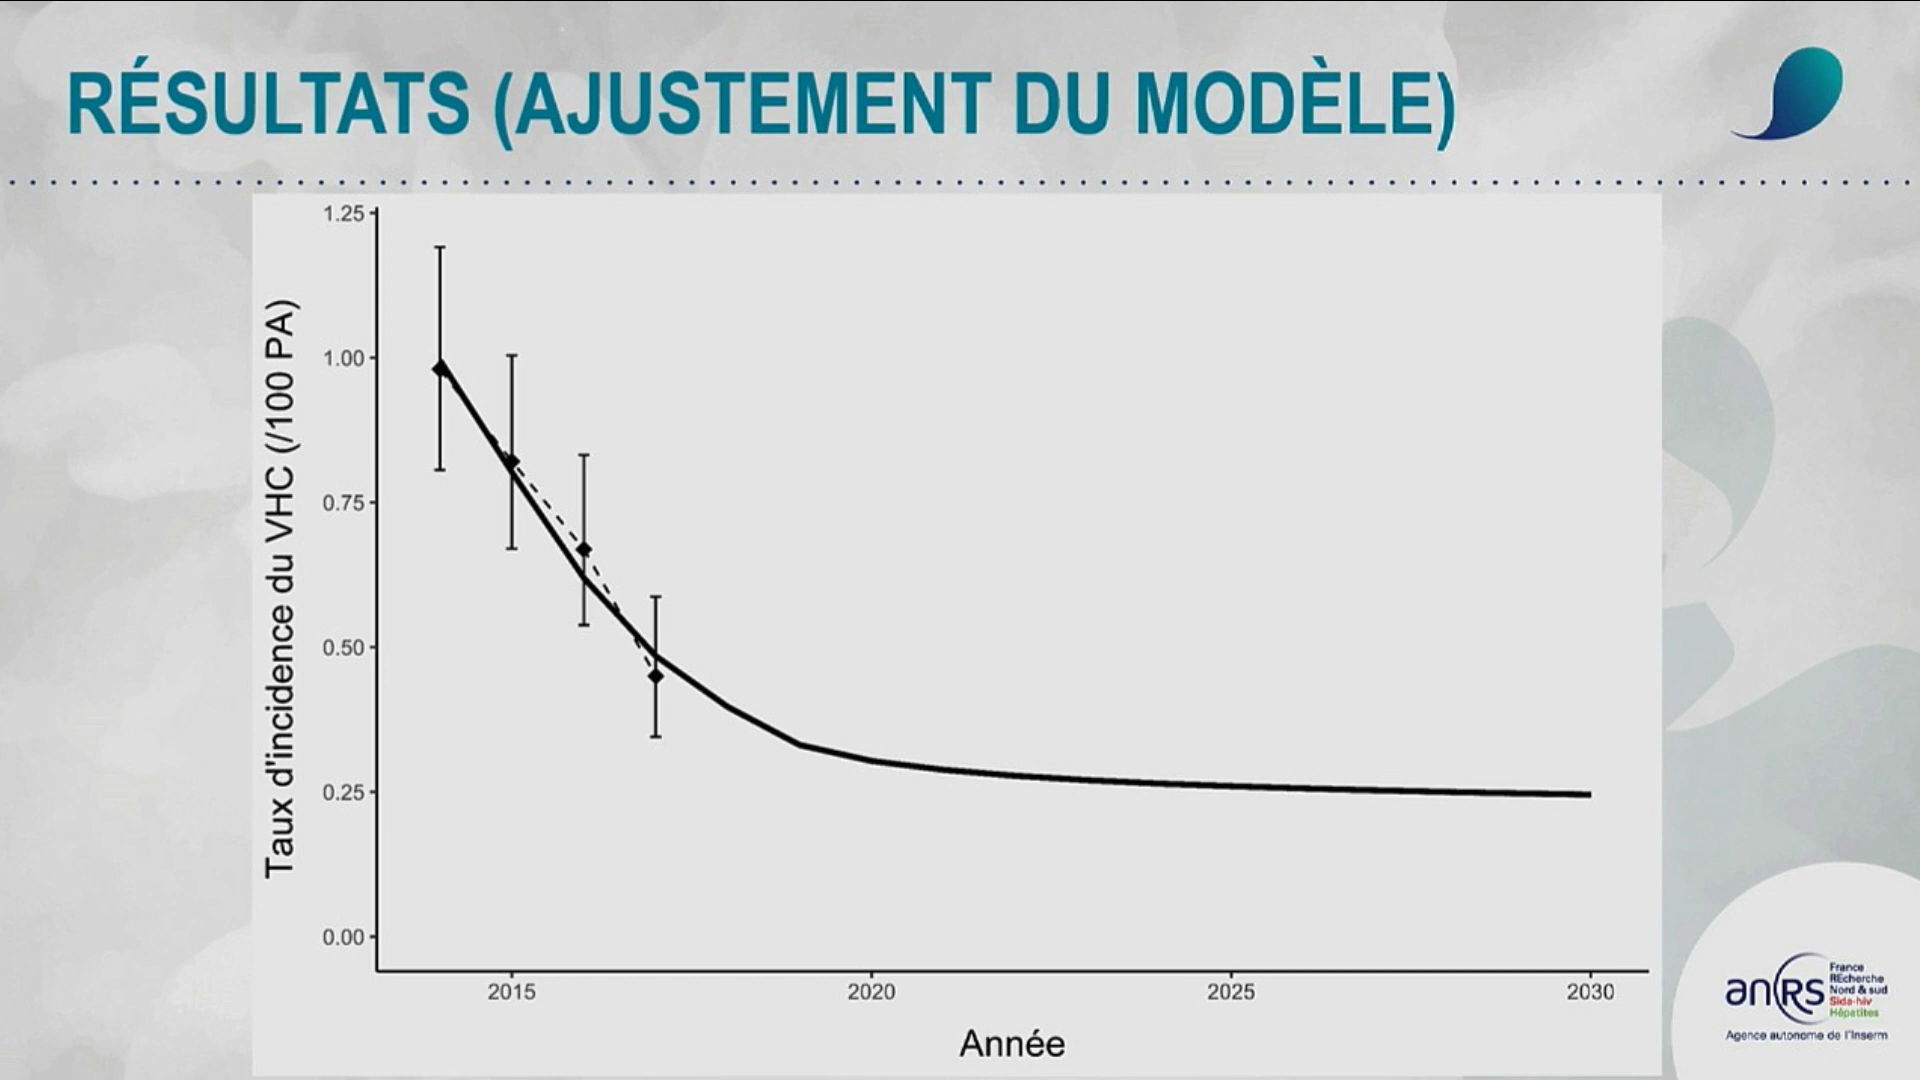 RÉSULTATS (AJUSTEMENT DU MODÈLE)
Taux d'incidence du VHC (/100 PA)
1.25
1.00
0.75
0.50
0.25
0.00
2015 2020 2025 2030
Année
anRS
France
REcherche
Nord & sud
Sida-hiv
Hépatites
Agence autonome de l'Inserm